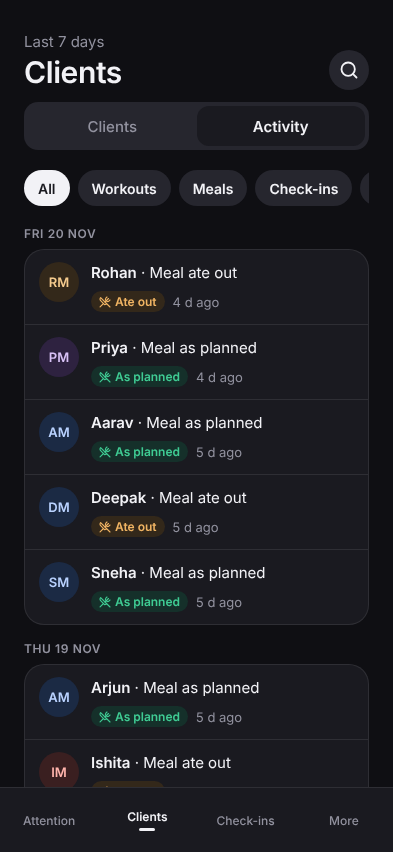 Last 7 days
Clients
Clients Activity
All Workouts Meals Check-ins
FRI 20 NOV
RM Rohan · Meal ate out
Ate out 4 d ago
PM Priya · Meal as planned
As planned 4 d ago
AM Aarav · Meal as planned
As planned 5 d ago
DM Deepak · Meal ate out
Ate out 5 d ago
SM Sneha · Meal as planned
As planned 5 d ago
THU 19 NOV
AM Arjun · Meal as planned
As planned 5 d ago
IM Ishita · Meal ate out
Attention Clients Check-ins More